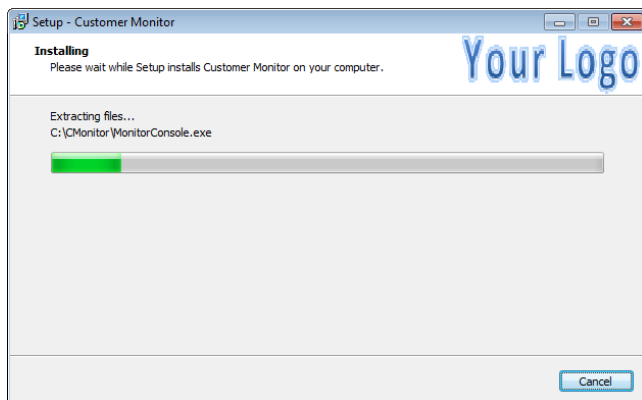 Setup - Customer Monitor
Installing
Please wait while Setup installs Customer Monitor on your computer.
Your Logo
Extracting files...
C:\CMonitor\MonitorConsole.exe
Cancel